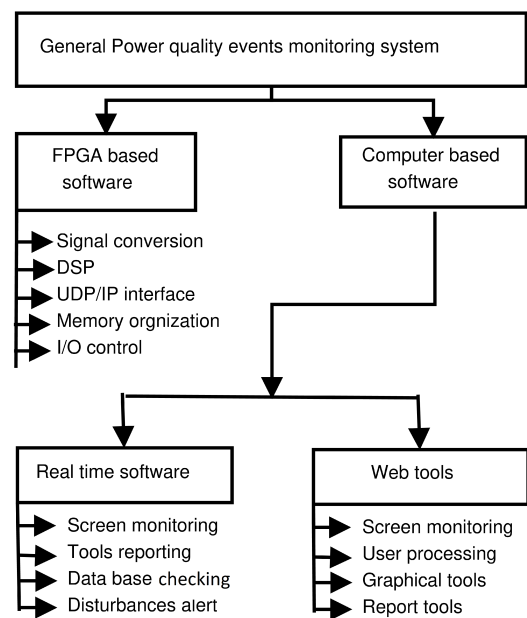 General Power quality events monitoring system
FPGA based
software
Computer based
software
Signal conversion
DSP
UDP/IP interface
Memory orgnization
I/O control
Real time software
Web tools
Screen monitoring
Tools reporting
Data base checking
Disturbances alert
Screen monitoring
User processing
Graphical tools
Report tools